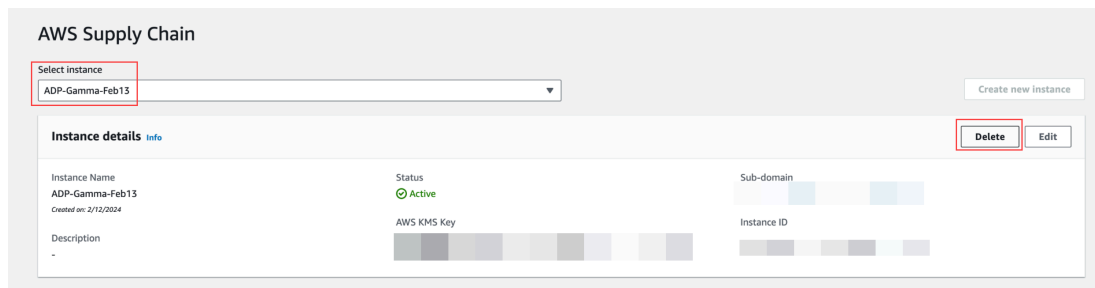 AWS Supply Chain
Select instance
ADP-Gamma-Feb13
Create new instance
Instance details Info
Delete
Edit
Instance Name
ADP-Gamma-Feb13
Created on: 2/12/2024
Status
Active
Sub-domain
AWS KMS Key
Instance ID
Description
-